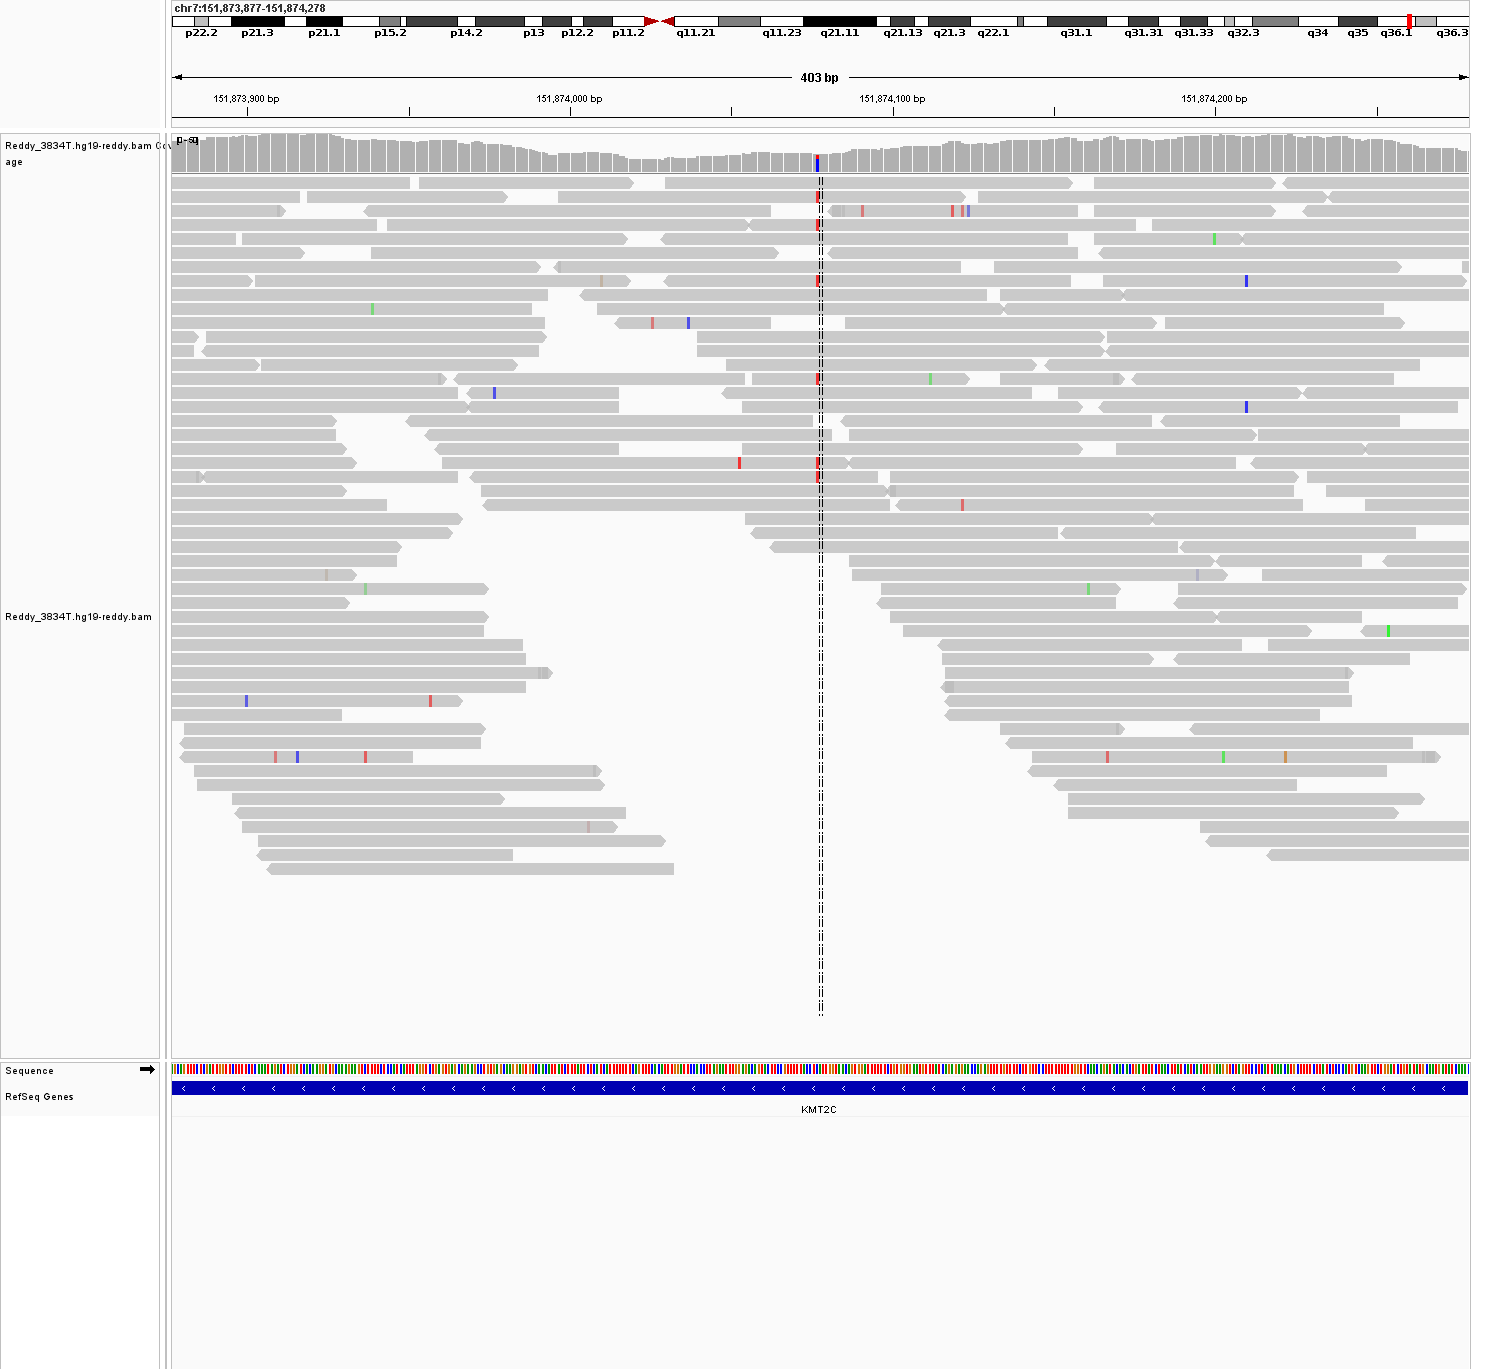 chr7:151,873,877-151,874,278
p22.2 p21.3 p21.1 p15.2 p14.2 p13 p12.2 p11.2 q11.21 q11.23 q21.11 q21.13 q21.3 q22.1 q31.1 q31.31 q31.33 q32.3 q34 q35 q36.1 q36.3
403 bp
151,873,900 bp 151,874,000 bp 151,874,100 bp 151,874,200 bp
Reddy_3834T.hg19-reddy.bam Cov
age
Reddy_3834T.hg19-reddy.bam
Sequence
RefSeq Genes
KMT2C